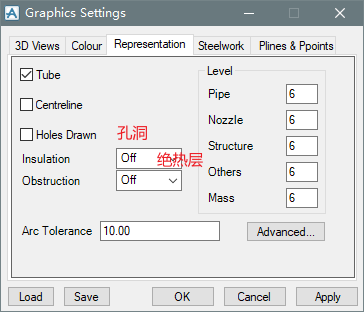 Graphics Settings
3D Views
Colour
Representation
Steelwork
Plines & Ppoints
Tube
Centreline
Holes Drawn 孔洞
Insulation Off 绝热层
Obstruction Off
Level
Pipe 6
Nozzle 6
Structure 6
Others 6
Mass 6
Arc Tolerance 10.00
Advanced...
Load
Save
OK
Cancel
Apply